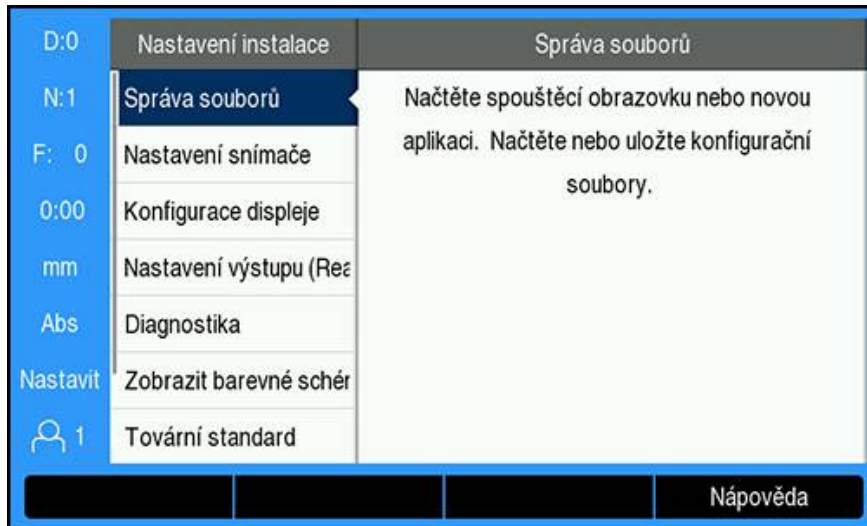 D:0
N:1
F: 0
0:00
mm
Abs
Nastavit
1
Nastavení instalace
Správa souborů
Nastavení snímače
Konfigurace displeje
Nastavení výstupu (Rea
Diagnostika
Zobrazit barevné schér
Tovární standard
Správa souborů
Načtěte spouštěcí obrazovku nebo novou
aplikaci. Načtěte nebo uložte konfigurační
soubory.
Nápověda